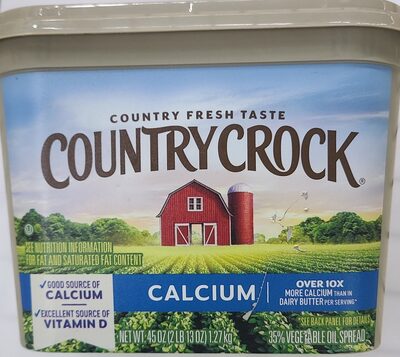 COUNTRY FRESH TASTE
COUNTRY CROCK®
SEE NUTRITION INFORMATION
FOR FAT AND SATURATED FAT CONTENT
✓GOOD SOURCE OF
CALCIUM
✓EXCELLENT SOURCE OF
VITAMIN D
CALCIUM
OVER 10X
MORE CALCIUM THAN IN
DAIRY BUTTER PER SERVING*
*SEE BACK PANEL FOR DETAILS
NET WT. 45 OZ (2 LB 13 OZ) 1.27 kg
35% VEGETABLE OIL SPREAD